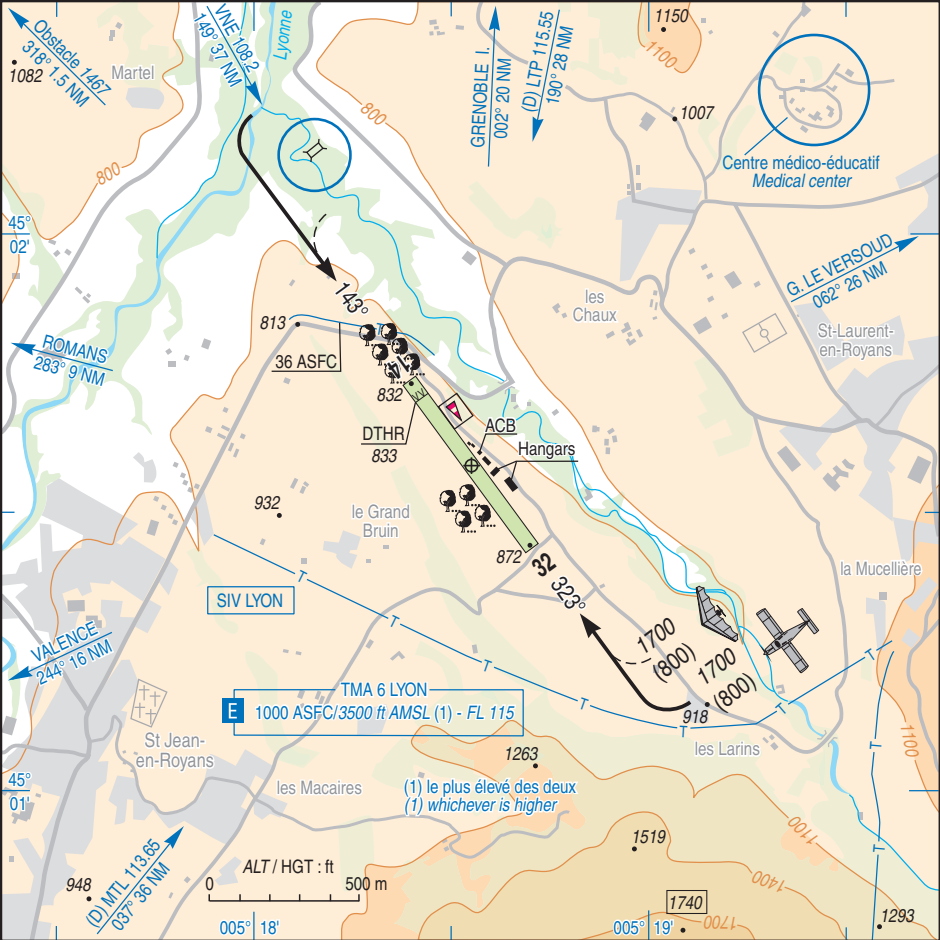 Obstacle 1467
318° 1.5 NM
1082
Martel
VNE 108.2
149° 37 NM
Lyonne
GRENOBLE I.
002° 20 NM
(D) LTP 115.55
190° 28 NM
1150
1100
1007
Centre médico-éducatif
Medical center
800
800
45°
02'
143°
G. LE VERSOUD
062° 26 NM
les
Chaux
St-Laurent-
en-Royans
813
36 ASFC
ROMANS
283° 9 NM
14
832
DTHR
833
ACB
Hangars
932
le Grand
Bruin
872
32
323°
la Mucellière
T
T
T
T
T
T
T
T
T
T
T
SIV LYON
VALENCE
244° 16 NM
1700
(800)
1700
(800)
TMA 6 LYON
E
1000 ASFC/3500 ft AMSL (1) - FL 115
918
les Larins
St Jean-
en-Royans
1263
1100
45°
01'
les Macaires
(1) le plus élevé des deux
(1) whichever is higher
1100
1519
1400
(D) MTL 113.65
037° 36 NM
948
ALT / HGT : ft
0
500 m
1740
1700
1293
005° 18'
005° 19'